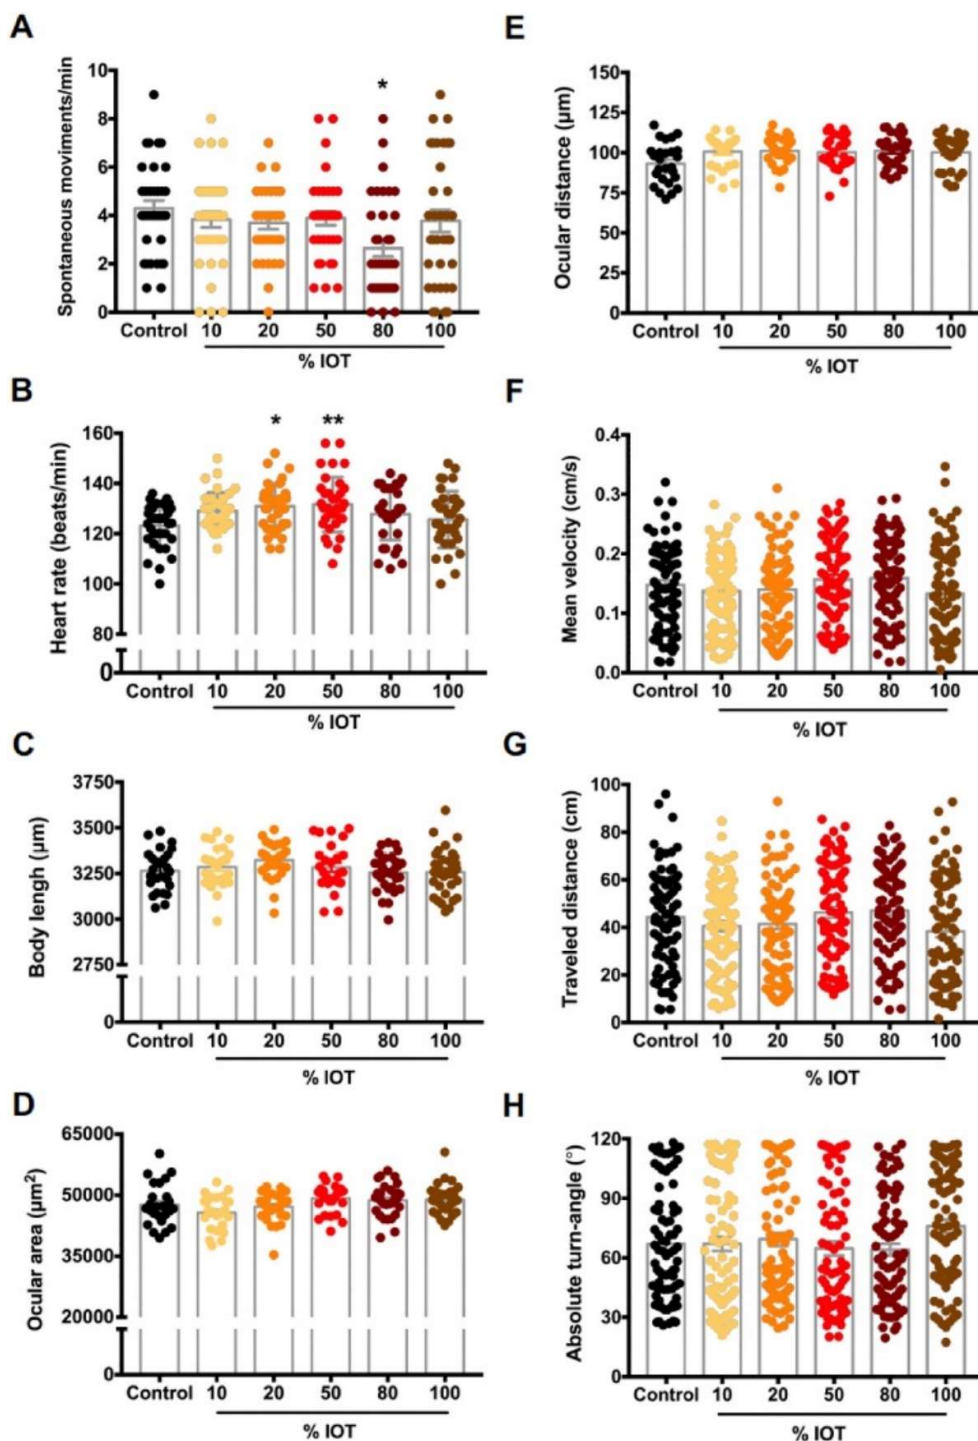 A
Spontaneous moviments/min
10
8
6
4
2
0
*
Control 10 20 50 80 100
% IOT
B
Heart rate (beats/min)
160
140
120
100
80
0
* **
Control 10 20 50 80 100
% IOT
C
Body lengh (µm)
3750
3500
3250
3000
2750
0
Control 10 20 50 80 100
% IOT
D
Ocular area (µm²)
65000
50000
35000
20000
0
Control 10 20 50 80 100
% IOT
E
Ocular distance (µm)
150
125
100
75
50
25
0
Control 10 20 50 80 100
% IOT
F
Mean velocity (cm/s)
0.4
0.3
0.2
0.1
0.0
Control 10 20 50 80 100
% IOT
G
Traveled distance (cm)
100
80
60
40
20
0
Control 10 20 50 80 100
% IOT
H
Absolute turn-angle (°)
120
90
60
30
0
Control 10 20 50 80 100
% IOT